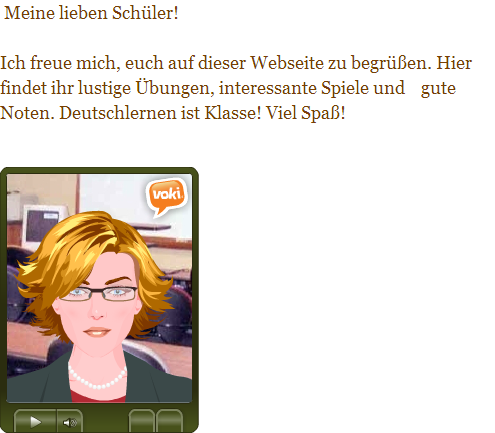 Meine lieben Schüler!
Ich freue mich, euch auf dieser Webseite zu begrüßen. Hier
findet ihr lustige Übungen, interessante Spiele und gute
Noten. Deutschlernen ist Klasse! Viel Spaß!
voki